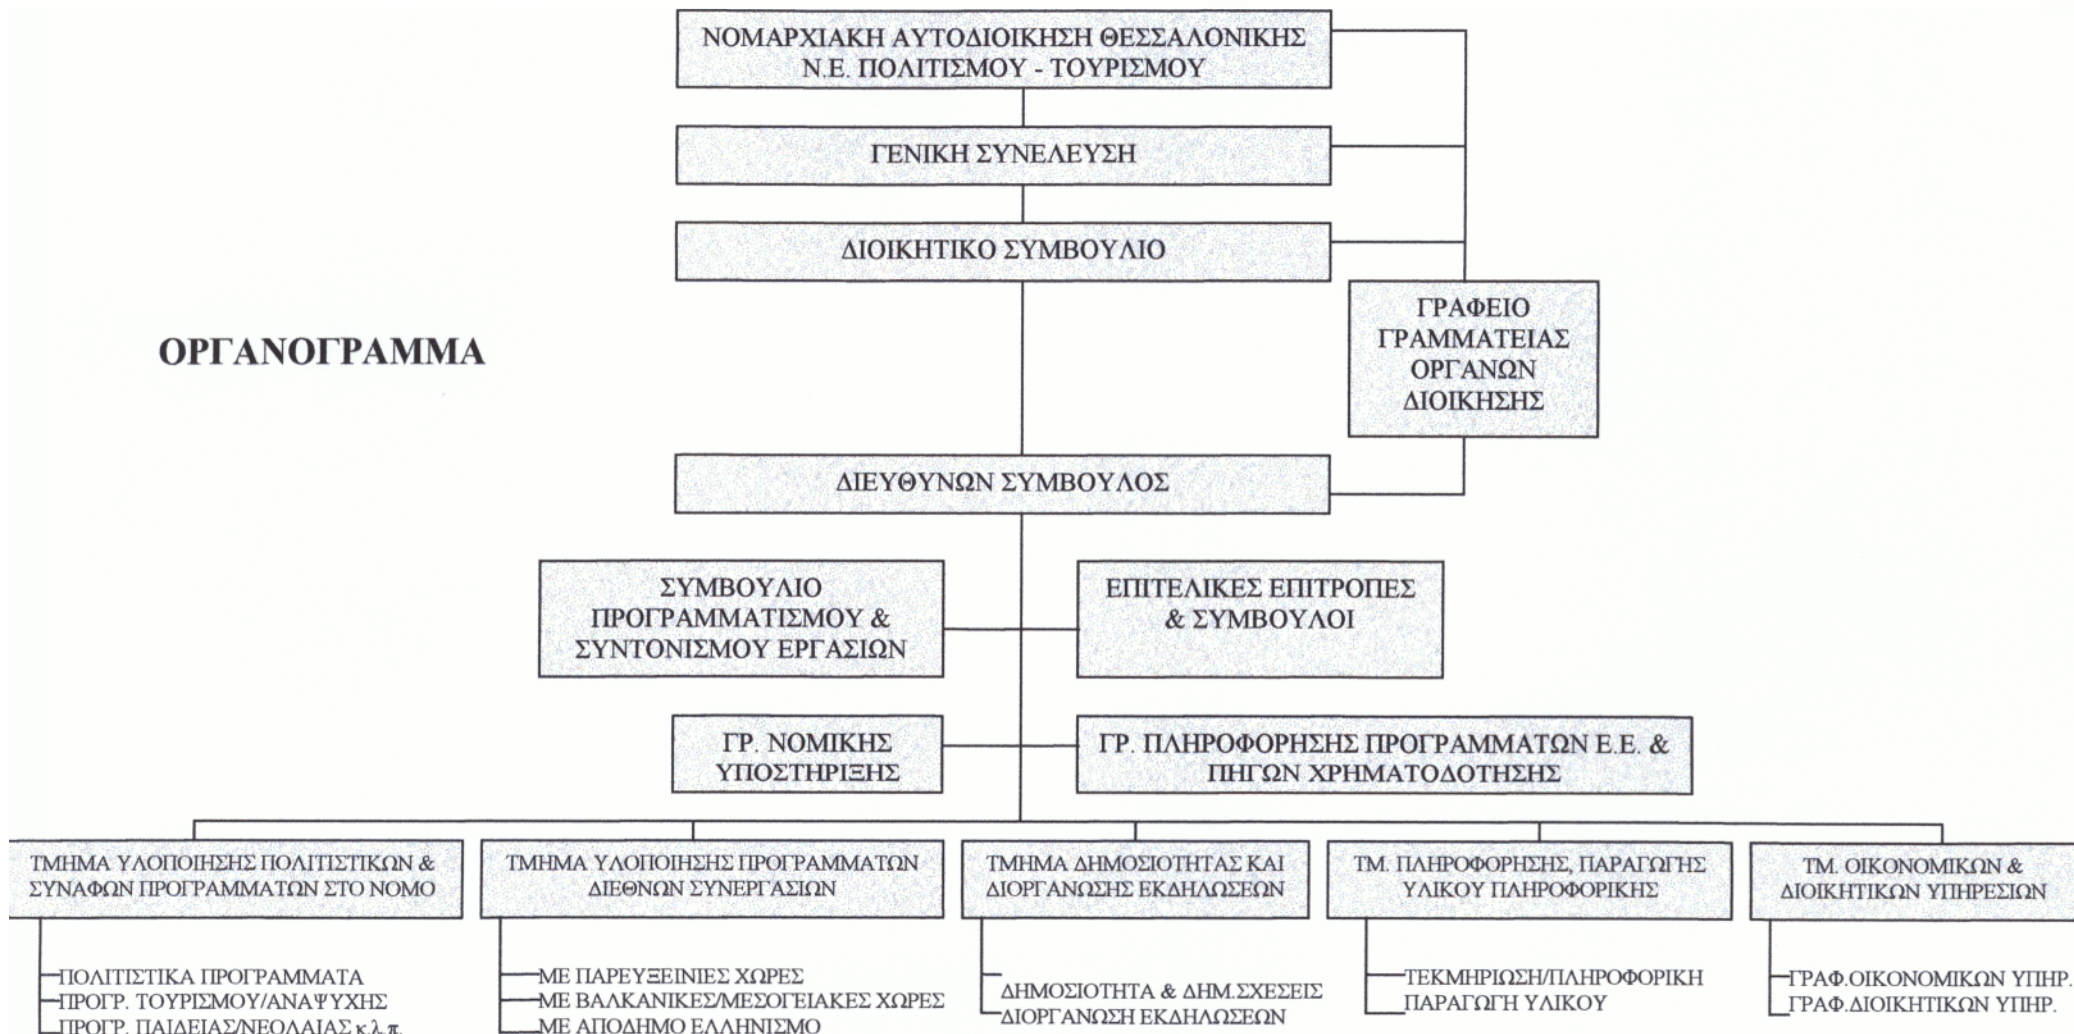 ΝΟΜΑΡΧΙΑΚΗ ΑΥΤΟΔΙΟΙΚΗΣΗ ΘΕΣΣΑΛΟΝΙΚΗΣ
Ν.Ε. ΠΟΛΙΤΙΣΜΟΥ - ΤΟΥΡΙΣΜΟΥ
ΓΕΝΙΚΗ ΣΥΝΕΛΕΥΣΗ
ΔΙΟΙΚΗΤΙΚΟ ΣΥΜΒΟΥΛΙΟ
ΓΡΑΦΕΙΟ
ΓΡΑΜΜΑΤΕΙΑΣ
ΟΡΓΑΝΩΝ
ΔΙΟΙΚΗΣΗΣ
ΟΡΓΑΝΟΓΡΑΜΜΑ
ΔΙΕΥΘΥΝΩΝ ΣΥΜΒΟΥΛΟΣ
ΣΥΜΒΟΥΛΙΟ
ΠΡΟΓΡΑΜΜΑΤΙΣΜΟΥ &
ΣΥΝΤΟΝΙΣΜΟΥ ΕΡΓΑΣΙΩΝ
ΕΠΙΤΕΛΙΚΕΣ ΕΠΙΤΡΟΠΕΣ
& ΣΥΜΒΟΥΛΟΙ
ΓΡ. ΝΟΜΙΚΗΣ
ΥΠΟΣΤΗΡΙΞΗΣ
ΓΡ. ΠΛΗΡΟΦΟΡΗΣΗΣ ΠΡΟΓΡΑΜΜΑΤΩΝ Ε.Ε. &
ΠΗΓΩΝ ΧΡΗΜΑΤΟΔΟΤΗΣΗΣ
ΤΜΗΜΑ ΥΛΟΠΟΙΗΣΗΣ ΠΟΛΙΤΙΣΤΙΚΩΝ &
ΣΥΝΑΦΩΝ ΠΡΟΓΡΑΜΜΑΤΩΝ ΣΤΟ ΝΟΜΟ
ΠΟΛΙΤΙΣΤΙΚΑ ΠΡΟΓΡΑΜΜΑΤΑ
ΠΡΟΓΡ. ΤΟΥΡΙΣΜΟΥ/ΑΝΑΨΥΧΗΣ
ΠΡΟΓΡ. ΠΑΙΔΕΙΑΣ/ΝΕΟΛΑΙΑΣ κ.λ.π.
ΤΜΗΜΑ ΥΛΟΠΟΙΗΣΗΣ ΠΡΟΓΡΑΜΜΑΤΩΝ
ΔΙΕΘΝΩΝ ΣΥΝΕΡΓΑΣΙΩΝ
ΜΕ ΠΑΡΕΥΞΕΙΝΙΕΣ ΧΩΡΕΣ
ΜΕ ΒΑΛΚΑΝΙΚΕΣ/ΜΕΣΟΓΕΙΑΚΕΣ ΧΩΡΕΣ
ΜΕ ΑΠΟΔΗΜΟ ΕΛΛΗΝΙΣΜΟ
ΤΜΗΜΑ ΔΗΜΟΣΙΟΤΗΤΑΣ ΚΑΙ
ΔΙΟΡΓΑΝΩΣΗΣ ΕΚΔΗΛΩΣΕΩΝ
ΔΗΜΟΣΙΟΤΗΤΑ & ΔΗΜ.ΣΧΕΣΕΙΣ
ΔΙΟΡΓΑΝΩΣΗ ΕΚΔΗΛΩΣΕΩΝ
ΤΜ. ΠΛΗΡΟΦΟΡΗΣΗΣ, ΠΑΡΑΓΩΓΗΣ
ΥΛΙΚΟΥ ΠΛΗΡΟΦΟΡΙΚΗΣ
ΤΕΚΜΗΡΙΩΣΗ/ΠΛΗΡΟΦΟΡΙΚΗ
ΠΑΡΑΓΩΓΗ ΥΛΙΚΟΥ
ΤΜ. ΟΙΚΟΝΟΜΙΚΩΝ &
ΔΙΟΙΚΗΤΙΚΩΝ ΥΠΗΡΕΣΙΩΝ
ΓΡΑΦ.ΟΙΚΟΝΟΜΙΚΩΝ ΥΠΗΡ.
ΓΡΑΦ.ΔΙΟΙΚΗΤΙΚΩΝ ΥΠΗΡ.